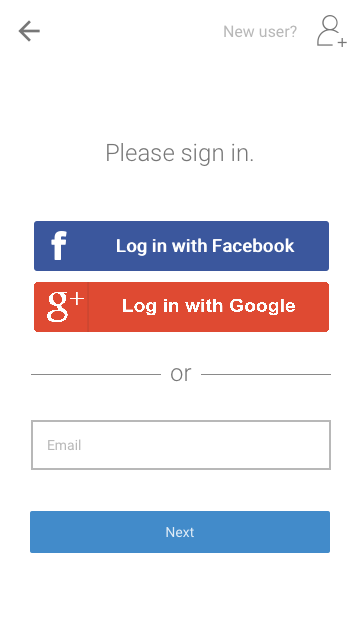 New user?
Please sign in.
f Log in with Facebook
g+ Log in with Google
or
Email
Next